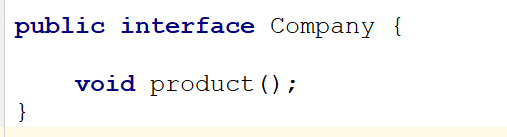 public interface Company {
void product();
}